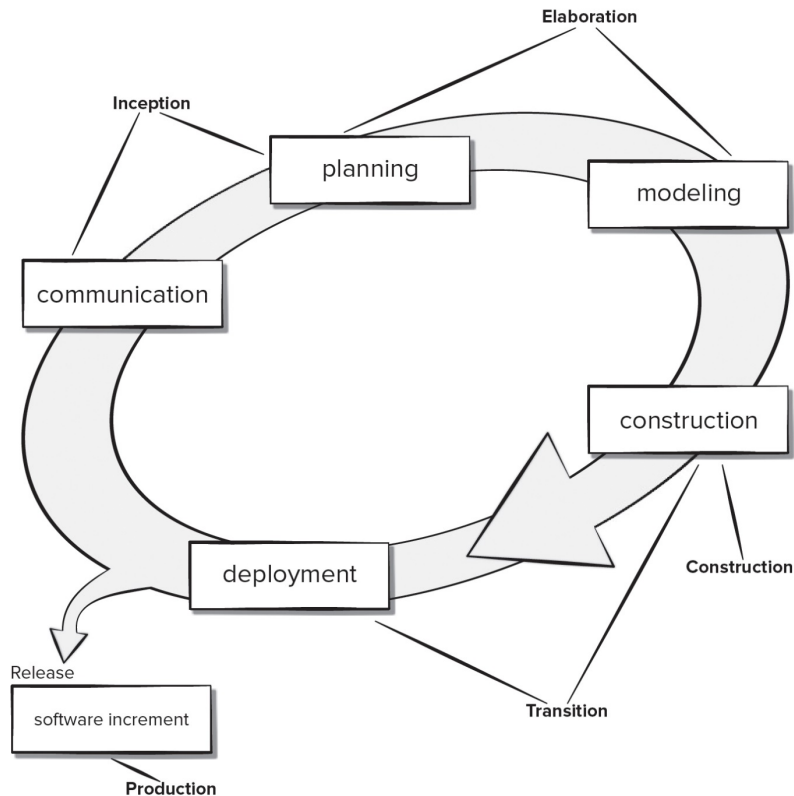 Elaboration
Inception
planning
modeling
communication
construction
Construction
deployment
Release
software increment
Transition
Production